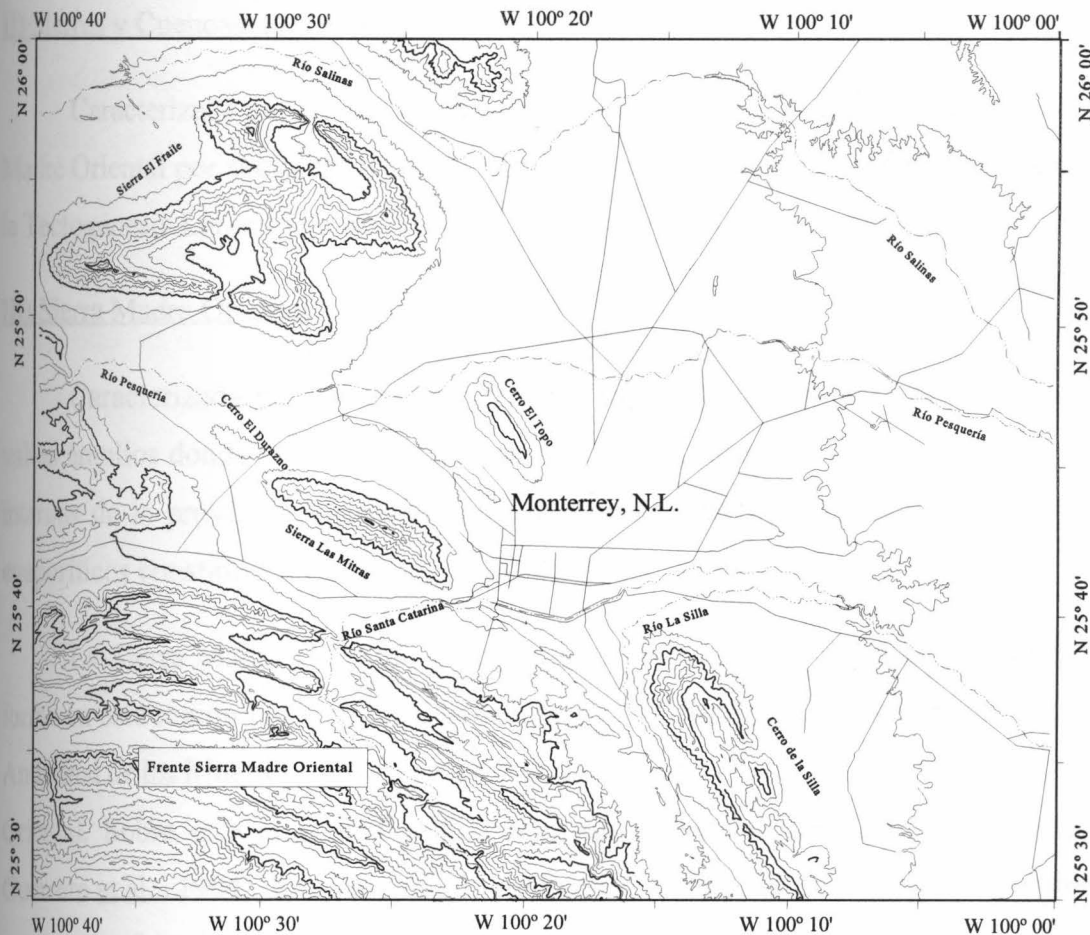 W 100° 40'
W 100° 30'
W 100° 20'
W 100° 10'
W 100° 00'
N 26° 00'
N 26° 00'
Río Salinas
Sierra El Fraile
Río Salinas
N 25° 50'
N 25° 50'
Río Pesquería
Cerro El Durazno
Cerro El Topo
Río Pesquería
Monterrey, N.L.
Sierra Las Mitras
N 25° 40'
N 25° 40'
Río Santa Catarina
Río La Silla
Cerro de la Silla
Frente Sierra Madre Oriental
N 25° 30'
N 25° 30'
W 100° 40'
W 100° 30'
W 100° 20'
W 100° 10'
W 100° 00'